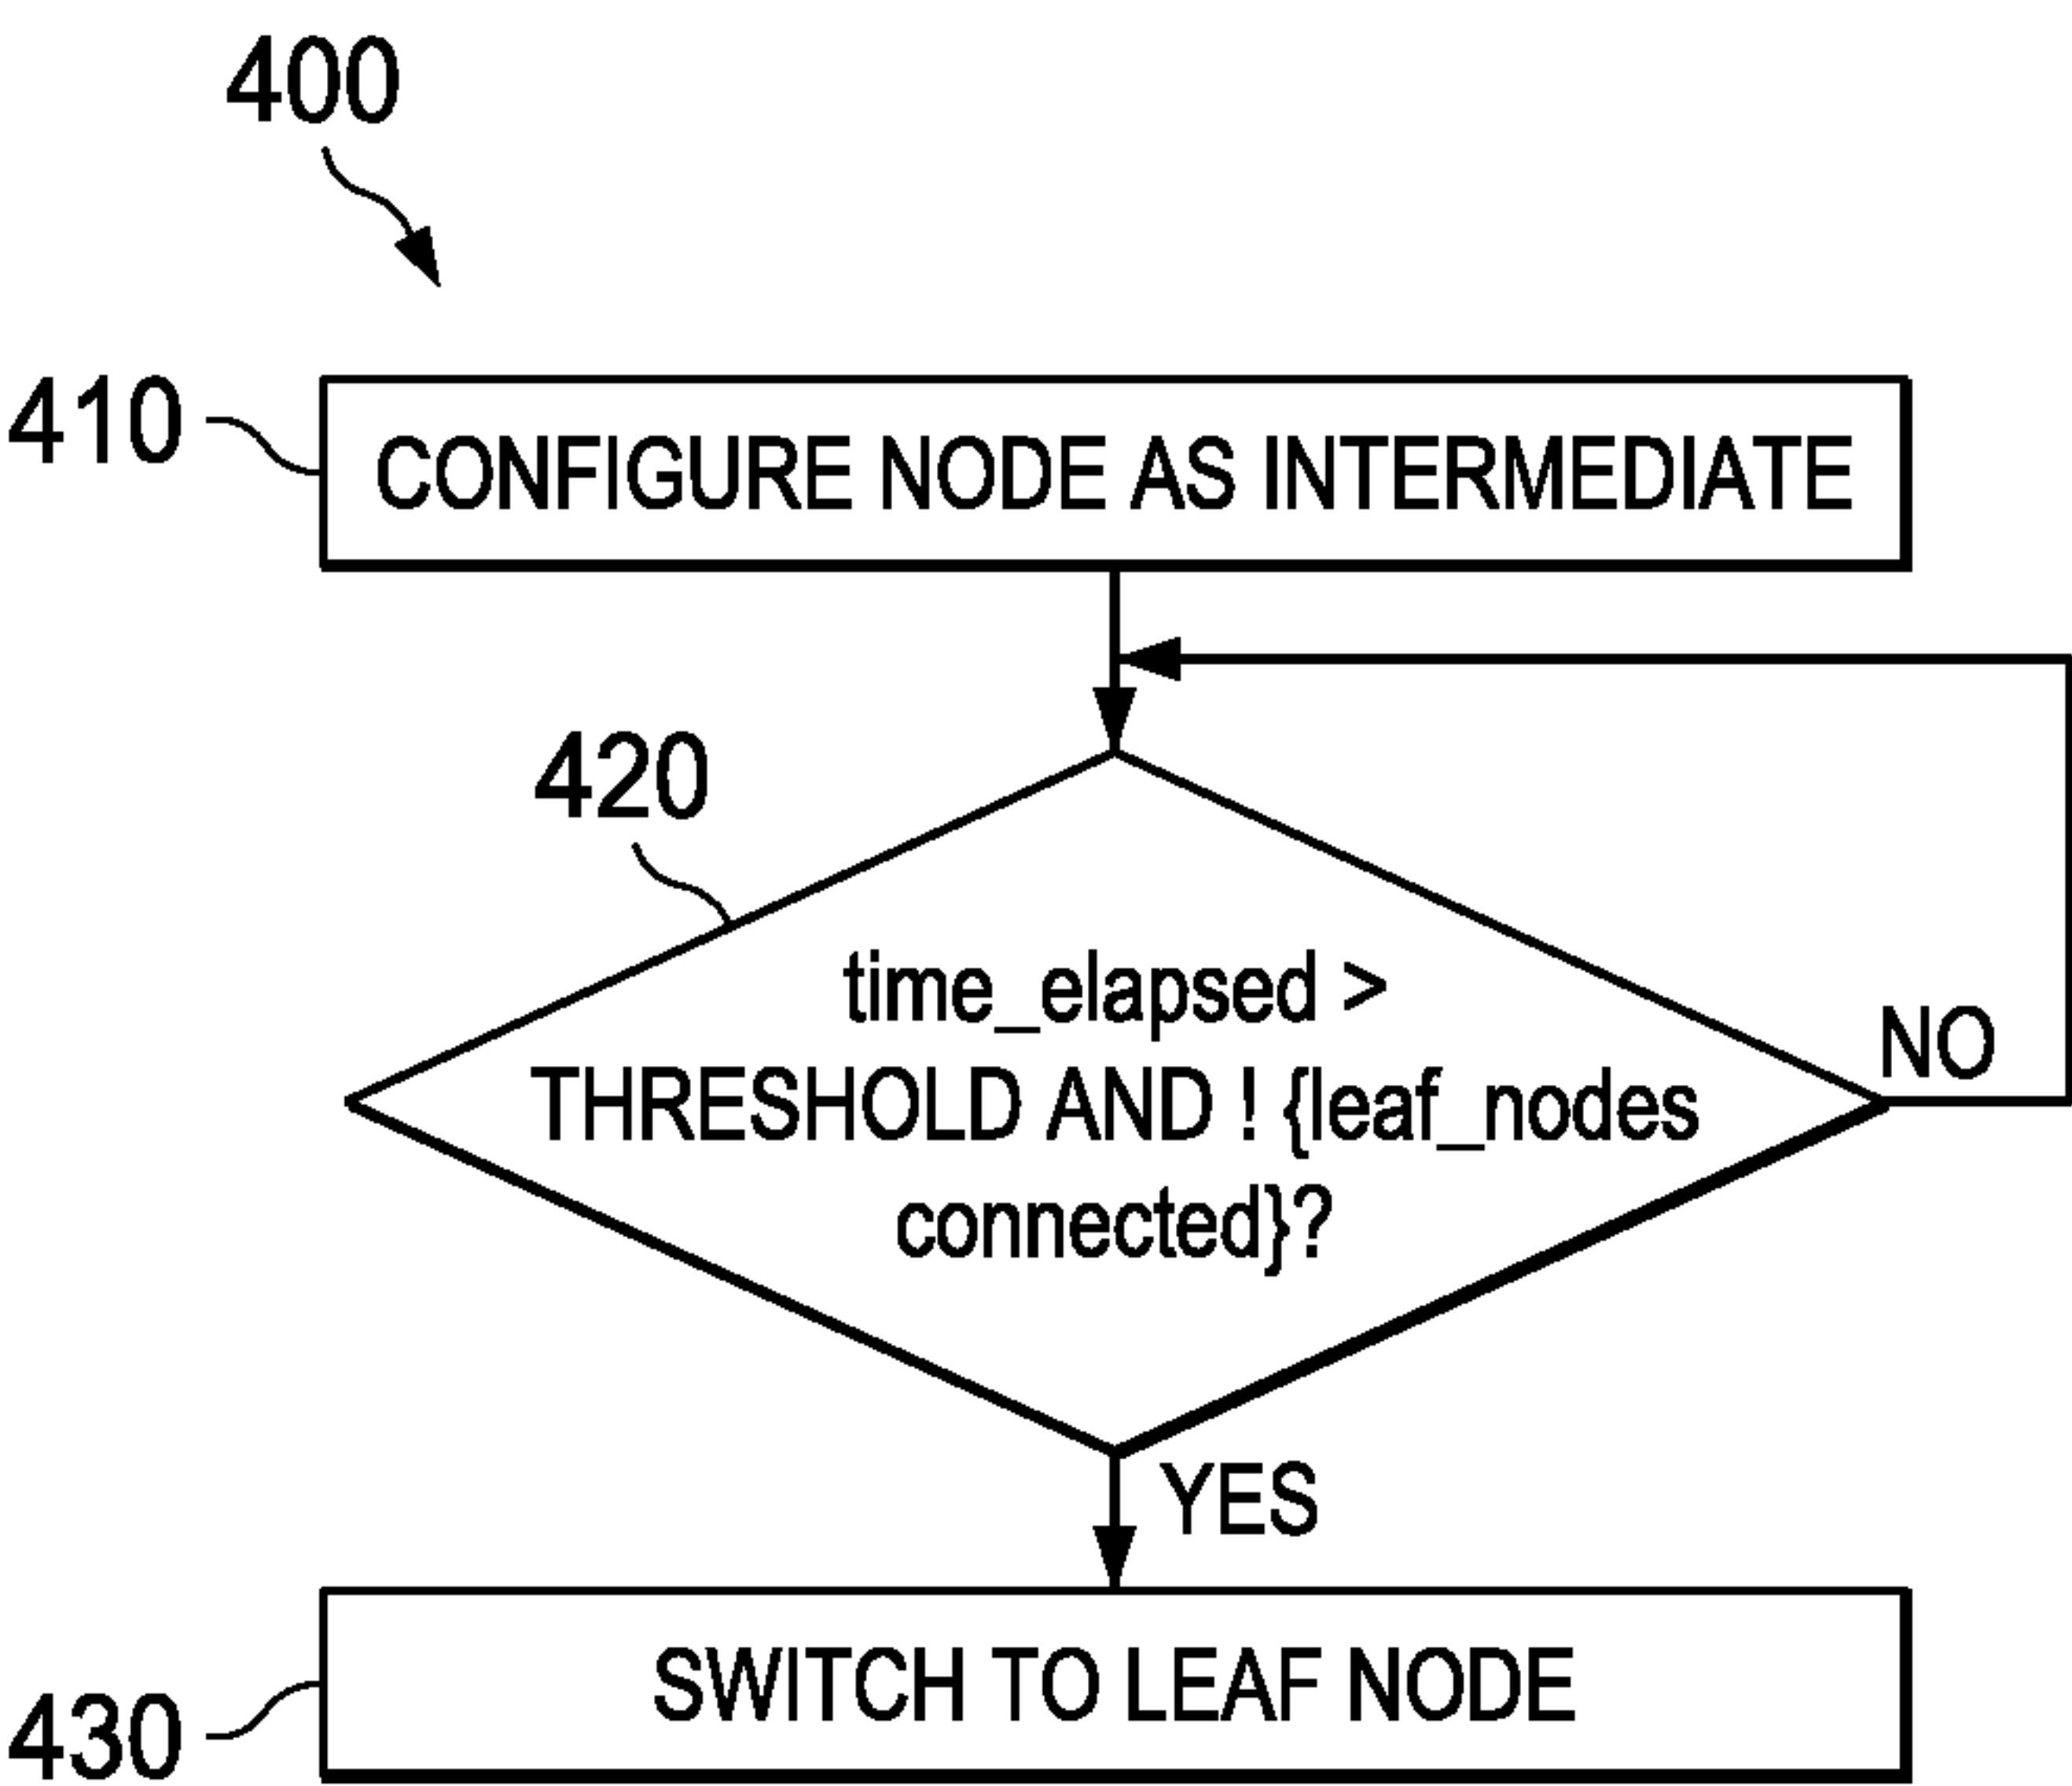 400
410
CONFIGURE NODE AS INTERMEDIATE
420
time_elapsed >
THRESHOLD AND ! {leaf_nodes
connected}?
NO
YES
430
SWITCH TO LEAF NODE